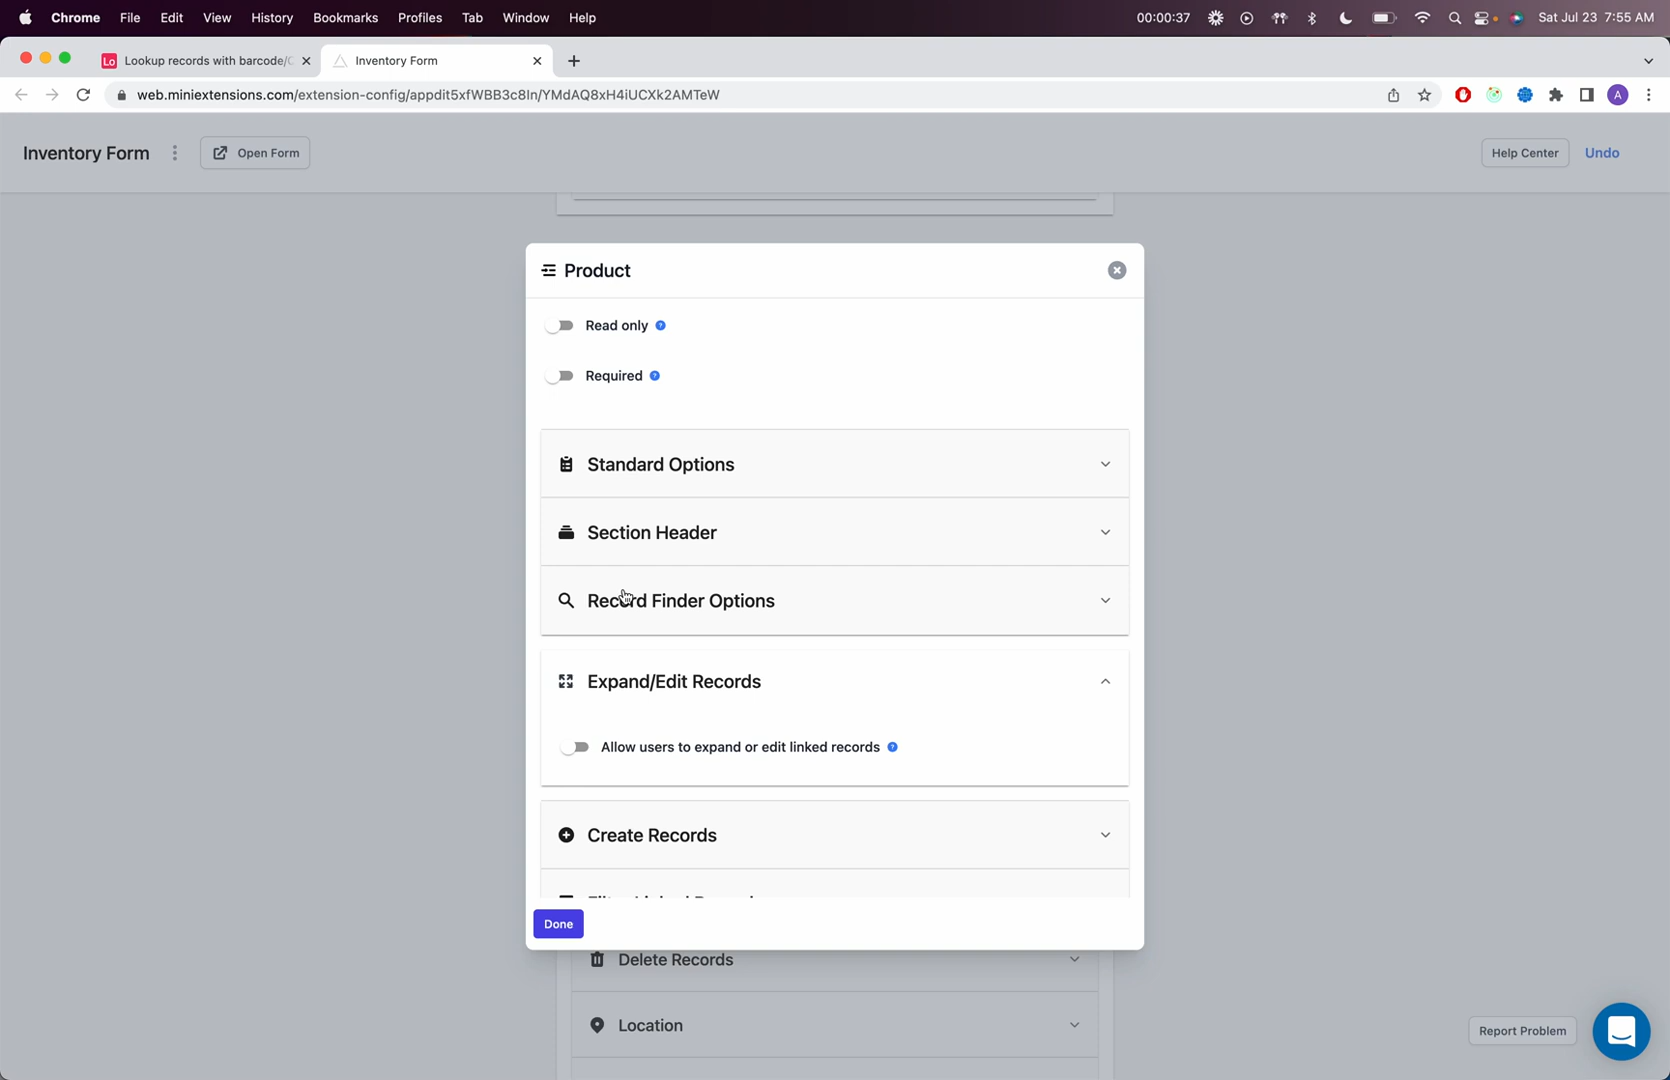 Chrome File Edit View History Bookmarks Profiles Tab Window Help 00:00:37 Sat Jul 23 7:55 AM
Lo Lookup records with barcode/ Inventory Form
web.miniextensions.com/extension-config/appdit5xfWBB3c8In/YMdAQ8xH4iUCXk2AMTeW A
Inventory Form Open Form Help Center Undo
Product
Read only ?
Required ?
Standard Options
Section Header
Record Finder Options
Expand/Edit Records
Allow users to expand or edit linked records ?
Create Records
Done
Delete Records
Location
Report Problem